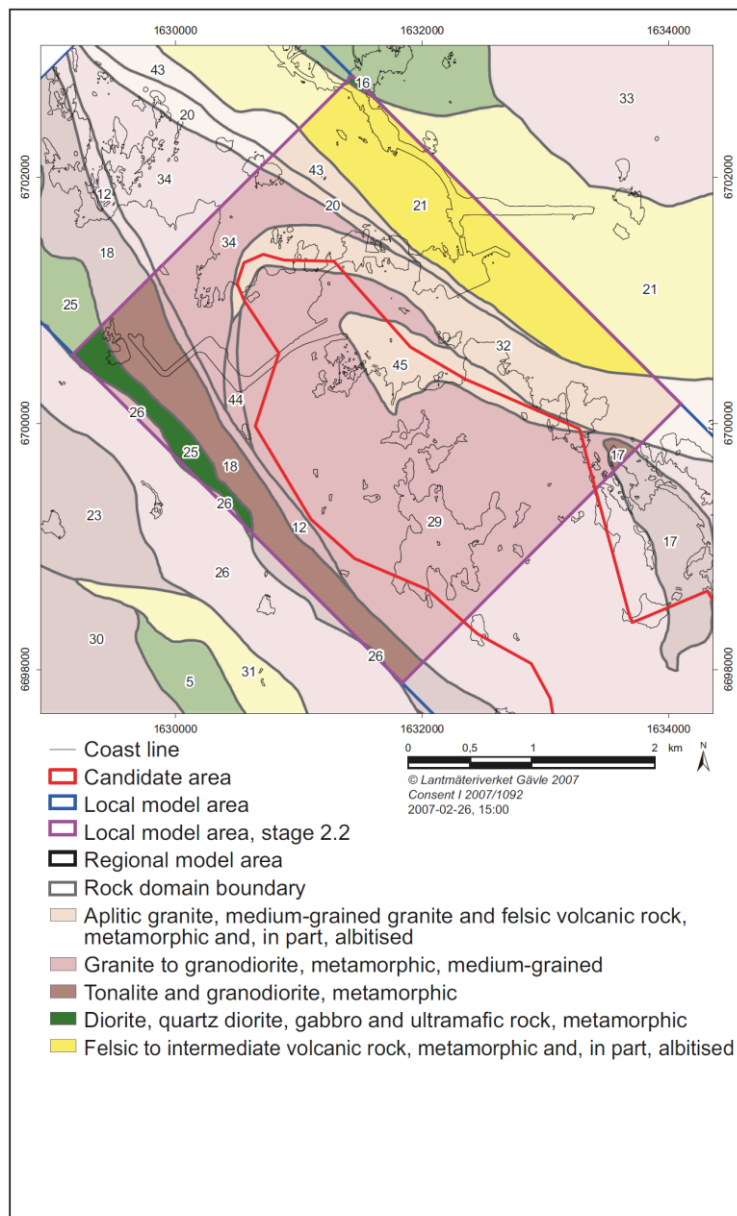 1630000 1632000 1634000
16
43
33
20
6702000
6702000
34
12
43
21
20
18
34
21
25
32
45
6700000
6700000
44
26
17
25
18
26
29
12
23
17
26
30
31
26
5
6698000
6698000
1630000 1632000 1634000
Coast line
0 0,5 1 2 km
N
Candidate area
© Lantmäteriverket Gävle 2007
Consent I 2007/1092
2007-02-26, 15:00
Local model area
Local model area, stage 2.2
Regional model area
Rock domain boundary
Aplitic granite, medium-grained granite and felsic volcanic rock,
metamorphic and, in part, albitised
Granite to granodiorite, metamorphic, medium-grained
Tonalite and granodiorite, metamorphic
Diorite, quartz diorite, gabbro and ultramafic rock, metamorphic
Felsic to intermediate volcanic rock, metamorphic and, in part, albitised